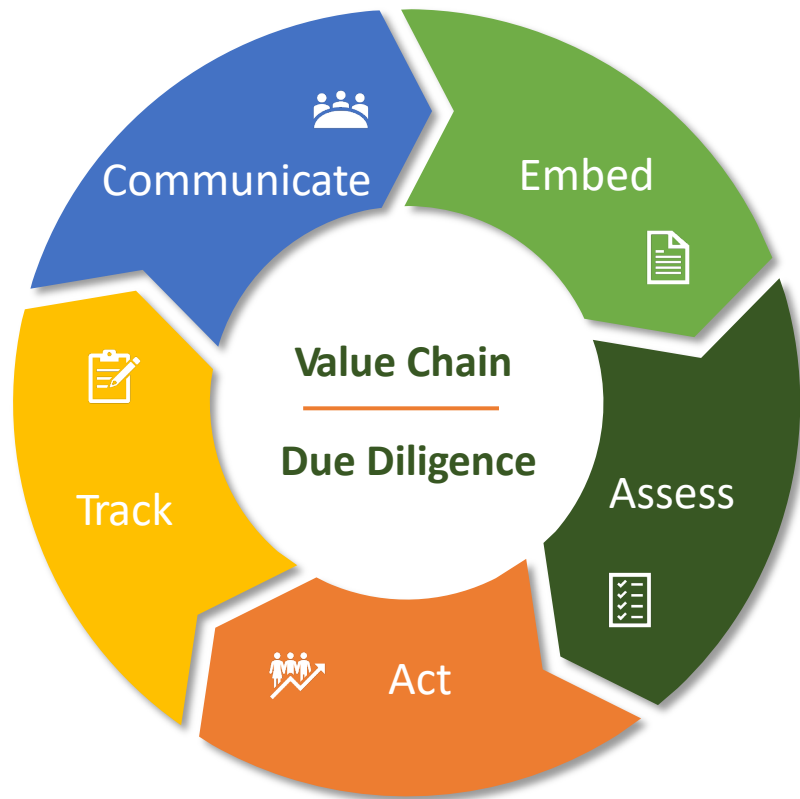 Communicate
Embed
Value Chain
Due Diligence
Assess
Track
Act